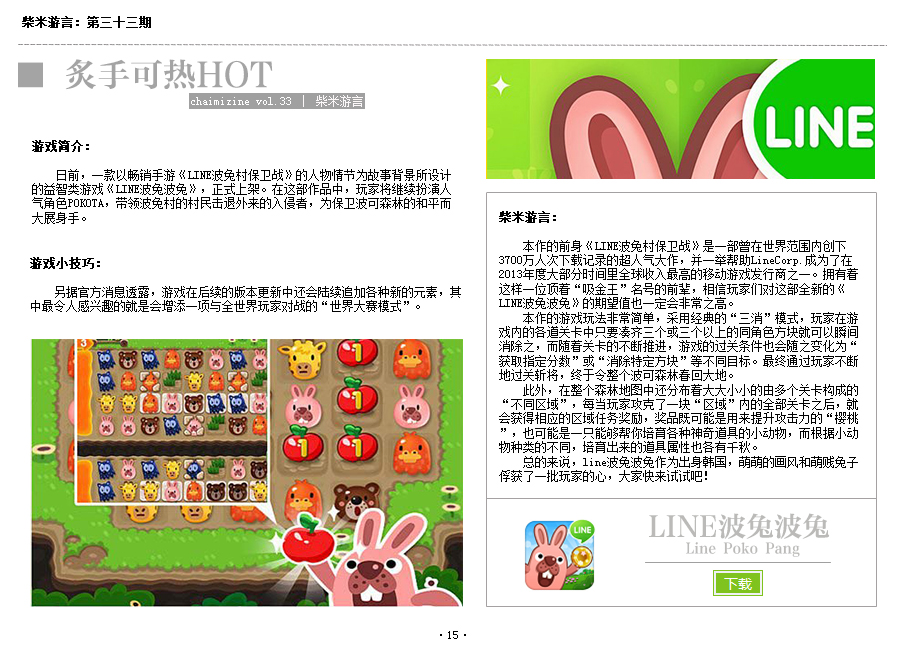 柴米游言：第三十三期
炙手可热HOT
chaimizine vol.33 | 柴米游言
游戏简介：
日前，一款以畅销手游《LINE波兔村保卫战》的人物情节为故事背景所设计
的益智类游戏《LINE波兔波兔》，正式上架。在这部作品中，玩家将继续扮演人
气角色POKOTA，带领波兔村的村民击退外来的入侵者，为保卫波可森林的和平而
大展身手。
游戏小技巧：
另据官方消息透露，游戏在后续的版本更新中还会陆续追加各种新的元素，其
中最令人感兴趣的就是会增添一项与全世界玩家对战的“世界大赛模式”。
3
1
1
1
1
LINE
柴米游言：
本作的前身《LINE波兔村保卫战》是一部曾在世界范围内创下
3700万人次下载记录的超人气大作，并一举帮助LineCorp.成为了在
2013年度大部分时间里全球收入最高的移动游戏发行商之一。拥有着
这样一位顶着“吸金王”名号的前辈，相信玩家们对这部全新的《
LINE波兔波兔》的期望值也一定会非常之高。
本作的游戏玩法非常简单，采用经典的“三消”模式，玩家在游
戏内的各道关卡中只要凑齐三个或三个以上的同角色方块就可以瞬间
消除之，而随着关卡的不断推进，游戏的过关条件也会随之变化为“
获取指定分数”或“消除特定方块”等不同目标。最终通过玩家不断
地过关斩将，终于令整个波可森林春回大地。
此外，在整个森林地图中还分布着大大小小的由多个关卡构成的
“不同区域”，每当玩家攻克了一块“区域”内的全部关卡之后，就
会获得相应的区域任务奖励，奖品既可能是用来提升攻击力的“樱桃
”，也可能是一只能够帮你培育各种神奇道具的小动物，而根据小动
物种类的不同，培育出来的道具属性也各有千秋。
总的来说，line波兔波兔作为出身韩国，萌萌的画风和萌贱兔子
俘获了一批玩家的心，大家快来试试吧！
LINE
LINE波兔波兔
Line Poko Pang
下载
·15·